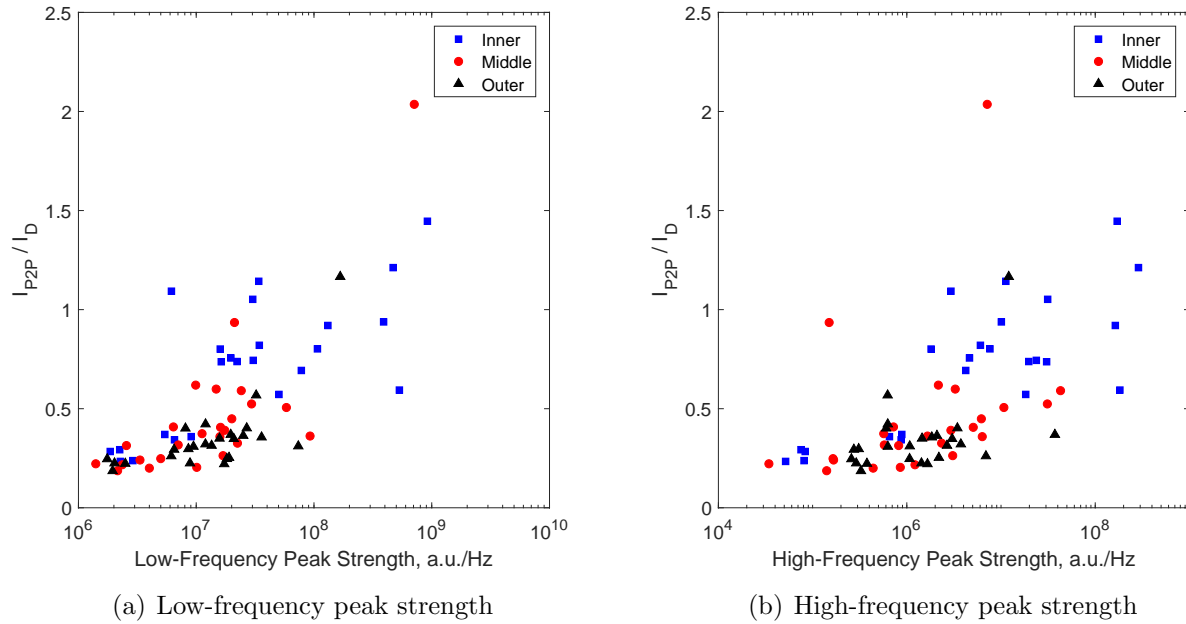 2.5
2
1.5
1
0.5
0
I_P2P / I_D
Inner
Middle
Outer
10^6 10^7 10^8 10^9 10^10
Low-Frequency Peak Strength, a.u./Hz
(a) Low-frequency peak strength
2.5
2
1.5
1
0.5
0
I_P2P / I_D
Inner
Middle
Outer
10^4 10^6 10^8
High-Frequency Peak Strength, a.u./Hz
(b) High-frequency peak strength